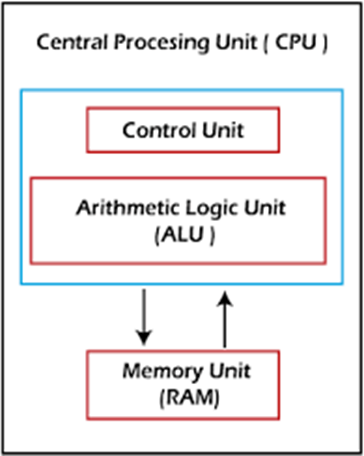 Central Procesing Unit ( CPU )
Control Unit
Arithmetic Logic Unit
(ALU )
Memory Unit
(RAM)